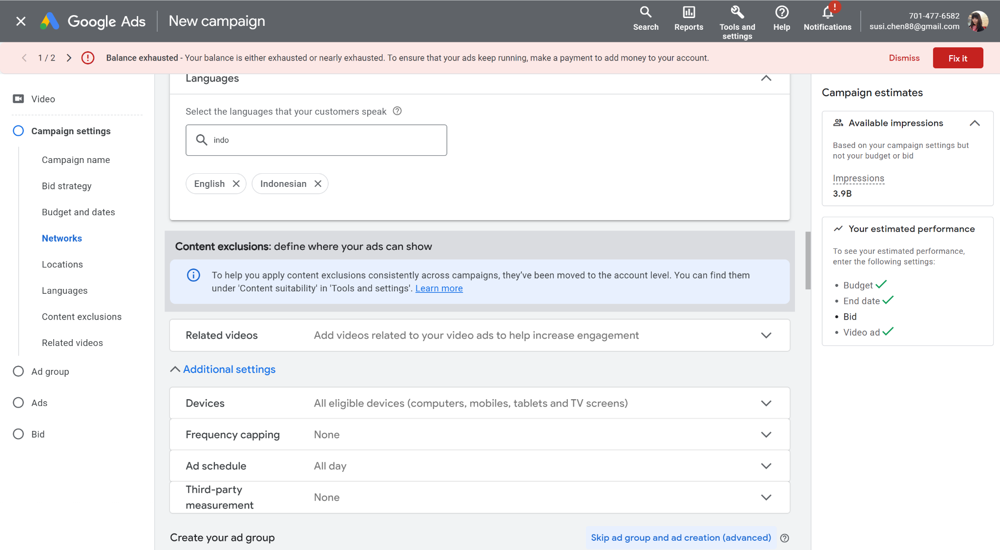 Google Ads
New campaign
Search
Reports
Tools and
settings
Help
!
Notifications
701-477-6582
susi.chen88@gmail.com
1 / 2
Balance exhausted - Your balance is either exhausted or nearly exhausted. To ensure that your ads keep running, make a payment to add money to your account.
Dismiss
Fix it
Video
Campaign settings
Campaign name
Bid strategy
Budget and dates
Networks
Locations
Languages
Content exclusions
Related videos
Ad group
Ads
Bid
Languages
Select the languages that your customers speak
indo
English
Indonesian
Content exclusions: define where your ads can show
To help you apply content exclusions consistently across campaigns, they’ve been moved to the account level. You can find them
under 'Content suitability' in 'Tools and settings'. Learn more
Related videos
Add videos related to your video ads to help increase engagement
Additional settings
Devices
All eligible devices (computers, mobiles, tablets and TV screens)
Frequency capping
None
Ad schedule
All day
Third-party
measurement
None
Create your ad group
Skip ad group and ad creation (advanced)
Campaign estimates
Available impressions
Based on your campaign settings but
not your budget or bid
Impressions
3.9B
Your estimated performance
To see your estimated performance,
enter the following settings:
• Budget
• End date
• Bid
• Video ad